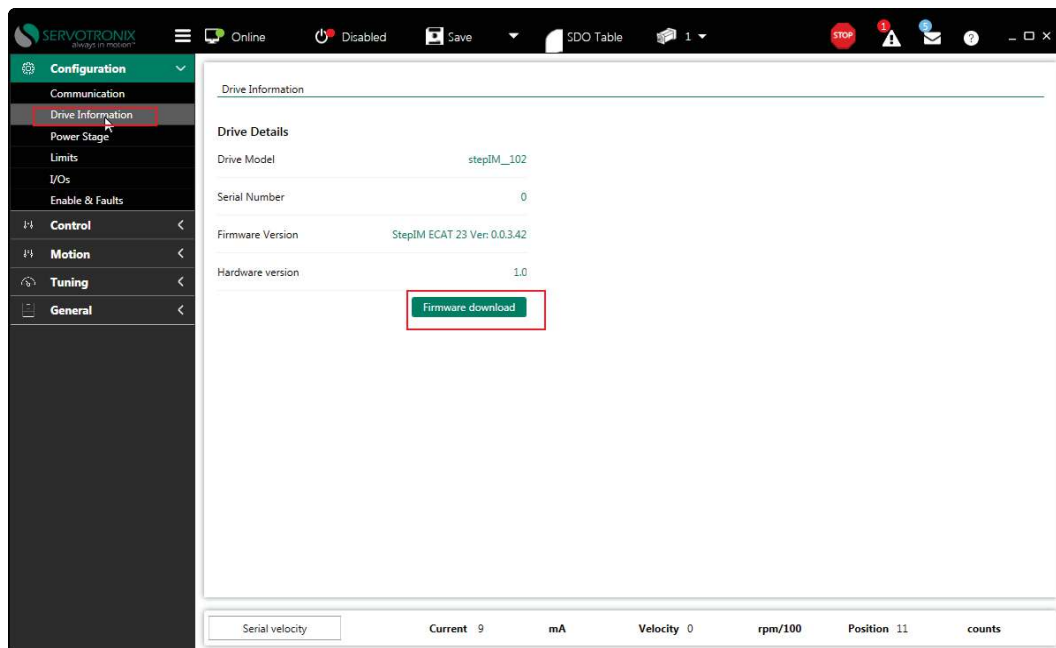 SERVOTRONIX
always in motion™
Online
Disabled
Save
SDO Table
1
STOP
1
5
?
Configuration
Communication
Drive Information
Power Stage
Limits
I/Os
Enable & Faults
Control
Motion
Tuning
General
Drive Information
Drive Details
Drive Model stepIM__102
Serial Number 0
Firmware Version StepIM ECAT 23 Ver: 0.0.3.42
Hardware version 1.0
Firmware download
Serial velocity Current 9 mA Velocity 0 rpm/100 Position 11 counts